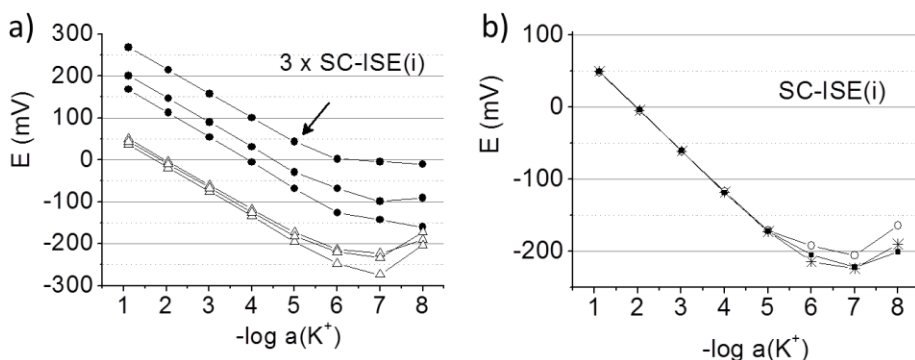 a)
E (mV)
300
200
100
0
-100
-200
-300
3 x SC-ISE(i)
1 2 3 4 5 6 7 8
-log a(K⁺)
b)
E (mV)
100
0
-100
-200
SC-ISE(i)
1 2 3 4 5 6 7 8
-log a(K⁺)